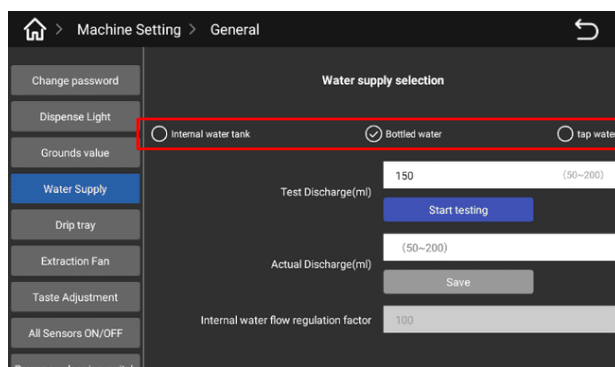 > Machine Setting > General
Change password
Dispense Light
Grounds value
Water Supply
Drip tray
Extraction Fan
Taste Adjustment
All Sensors ON/OFF
Water supply selection
Internal water tank
Bottled water
tap water
Test Discharge(ml)
150
(50~200)
Start testing
Actual Discharge(ml)
(50~200)
Save
Internal water flow regulation factor
100